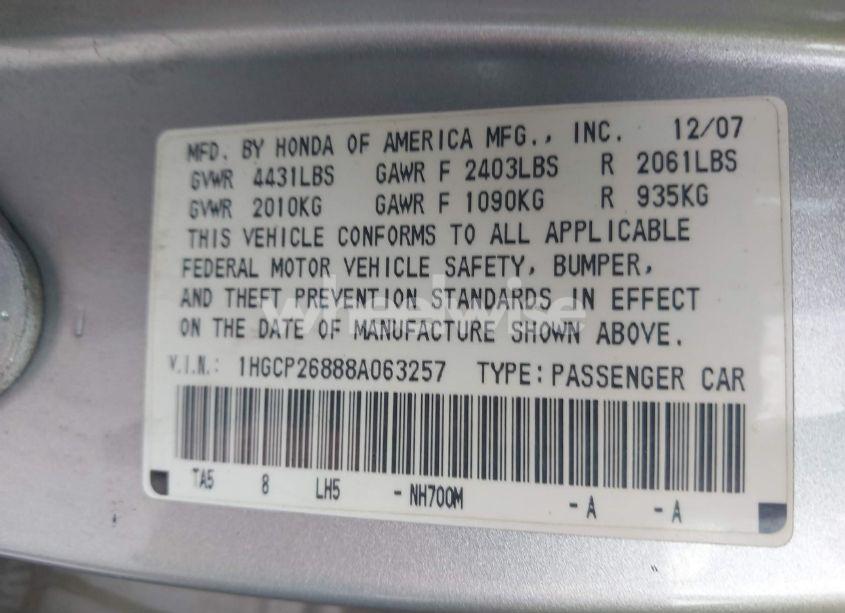 MFD. BY HONDA OF AMERICA MFG., INC. 12/07
GVWR 4431LBS GAWR F 2403LBS R 2061LBS
GVWR 2010KG GAWR F 1090KG R 935KG
THIS VEHICLE CONFORMS TO ALL APPLICABLE
FEDERAL MOTOR VEHICLE SAFETY, BUMPER,
AND THEFT PREVENTION STANDARDS IN EFFECT
ON THE DATE OF MANUFACTURE SHOWN ABOVE.
V.I.N.: 1HGCP26888A063257 TYPE: PASSENGER CAR
TA5 8 LH5 - NH700M - A - A
wheelwise